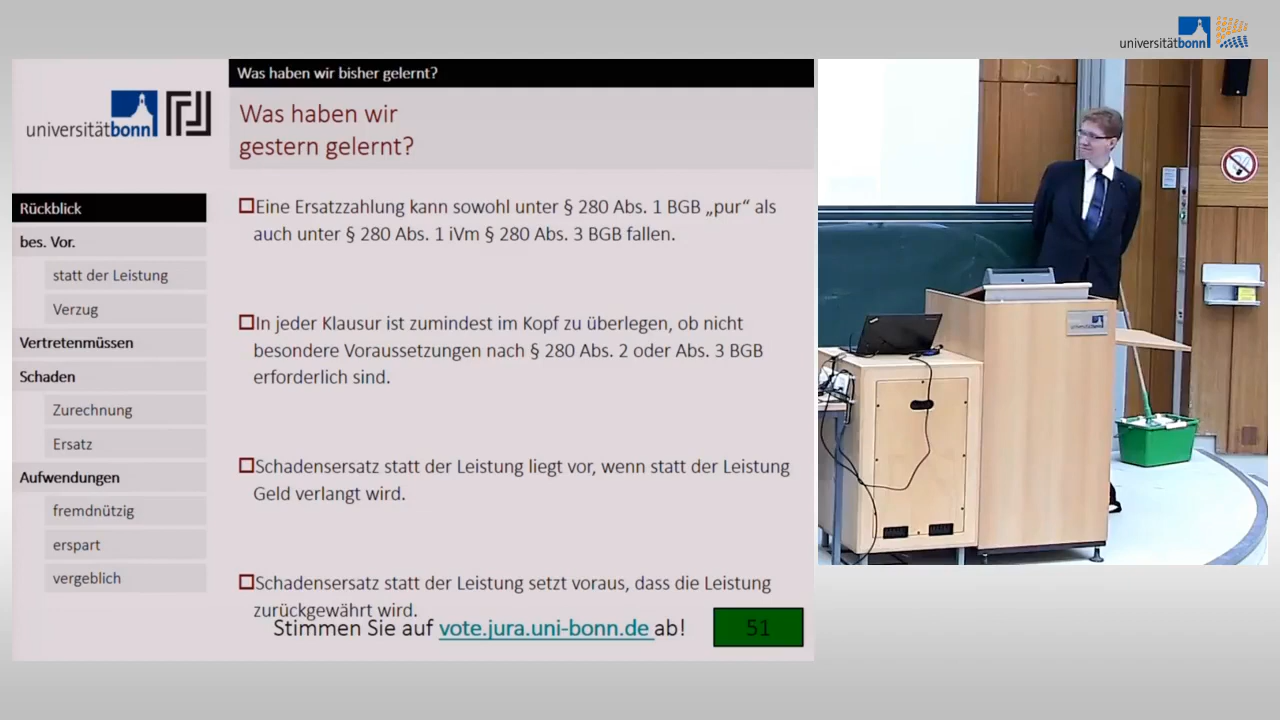 universitätbonn
Was haben wir bisher gelernt?
universitätbonn
Was haben wir
gestern gelernt?
Rückblick
bes. Vor.
statt der Leistung
Verzug
Vertretenmüssen
Schaden
Zurechnung
Ersatz
Aufwendungen
fremdnützig
erspart
vergeblich
Eine Ersatzzahlung kann sowohl unter § 280 Abs. 1 BGB „pur“ als
auch unter § 280 Abs. 1 iVm § 280 Abs. 3 BGB fallen.
In jeder Klausur ist zumindest im Kopf zu überlegen, ob nicht
besondere Voraussetzungen nach § 280 Abs. 2 oder Abs. 3 BGB
erforderlich sind.
Schadensersatz statt der Leistung liegt vor, wenn statt der Leistung
Geld verlangt wird.
Schadensersatz statt der Leistung setzt voraus, dass die Leistung
zurückgewährt wird.
Stimmen Sie auf vote.jura.uni-bonn.de ab!
51
universitätbonn